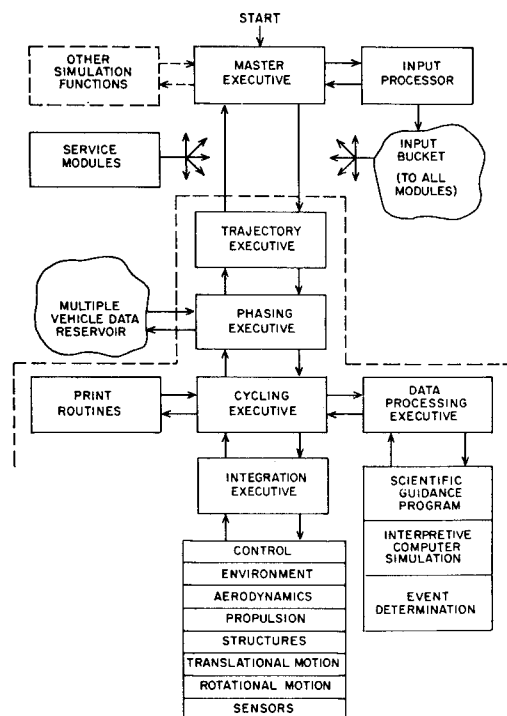 START
OTHER
SIMULATION
FUNCTIONS
MASTER
EXECUTIVE
INPUT
PROCESSOR
SERVICE
MODULES
INPUT
BUCKET
(TO ALL
MODULES)
TRAJECTORY
EXECUTIVE
MULTIPLE
VEHICLE DATA
RESERVOIR
PHASING
EXECUTIVE
PRINT
ROUTINES
CYCLING
EXECUTIVE
DATA
PROCESSING
EXECUTIVE
INTEGRATION
EXECUTIVE
SCIENTIFIC
GUIDANCE
PROGRAM
INTERPRETIVE
COMPUTER
SIMULATION
EVENT
DETERMINATION
CONTROL
ENVIRONMENT
AERODYNAMICS
PROPULSION
STRUCTURES
TRANSLATIONAL MOTION
ROTATIONAL MOTION
SENSORS